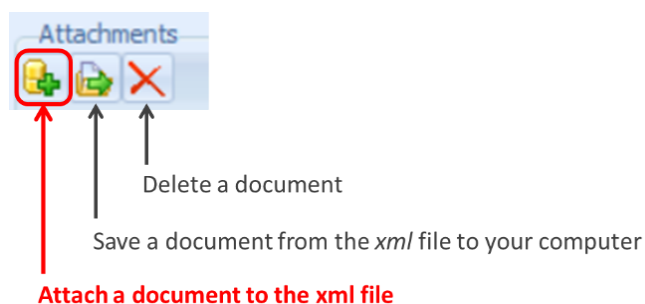 Attachments
Delete a document
Save a document from the xml file to your computer
Attach a document to the xml file